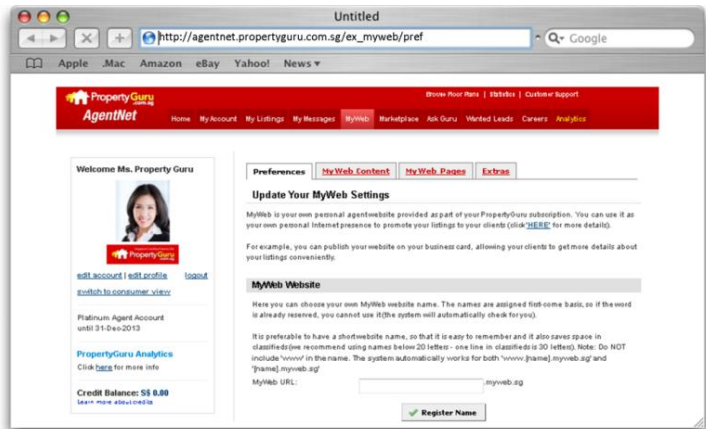 Untitled
http://agentnet.propertyguru.com.sg/ex_myweb/pref
Google
Apple .Mac Amazon eBay Yahoo! News
PropertyGuru
.com.sg
Browse Floor Plans | Statistics | Customer Support
AgentNet
Home My Account My Listings My Messages MyWeb Marketplace Ask Guru Wanted Leads Careers Analytics
Welcome Ms. Property Guru
PropertyGuru
edit account | edit profile logout
switch to consumer view
Platinum Agent Account
until 31-Dec-2013
PropertyGuru Analytics
Click here for more info
Credit Balance: S$ 0.00
Learn more about credits
Preferences MyWeb Content MyWeb Pages Extras
Update Your MyWeb Settings
MyWeb is your own personal agent website provided as part of your PropertyGuru subscription. You can use it as
your own personal Internet presence to promote your listings to your clients (click 'HERE' for more details).
For example, you can publish your website on your business card, allowing your clients to get more details about
your listings conveniently.
MyWeb Website
Here you can choose your own MyWeb website name. The names are assigned first-come basis, so if the word
is already reserved, you cannot use it (the system will automatically check for you).
It is preferable to have a short website name, so that it is easy to remember and it also saves space in
classifieds (we recommend using names below 20 letters - one line in classifieds is 30 letters). Note: Do NOT
include 'www' in the name. The system automatically works for both 'www.[name].myweb.sg' and
'[name].myweb.sg'
MyWeb URL: .myweb.sg
Register Name